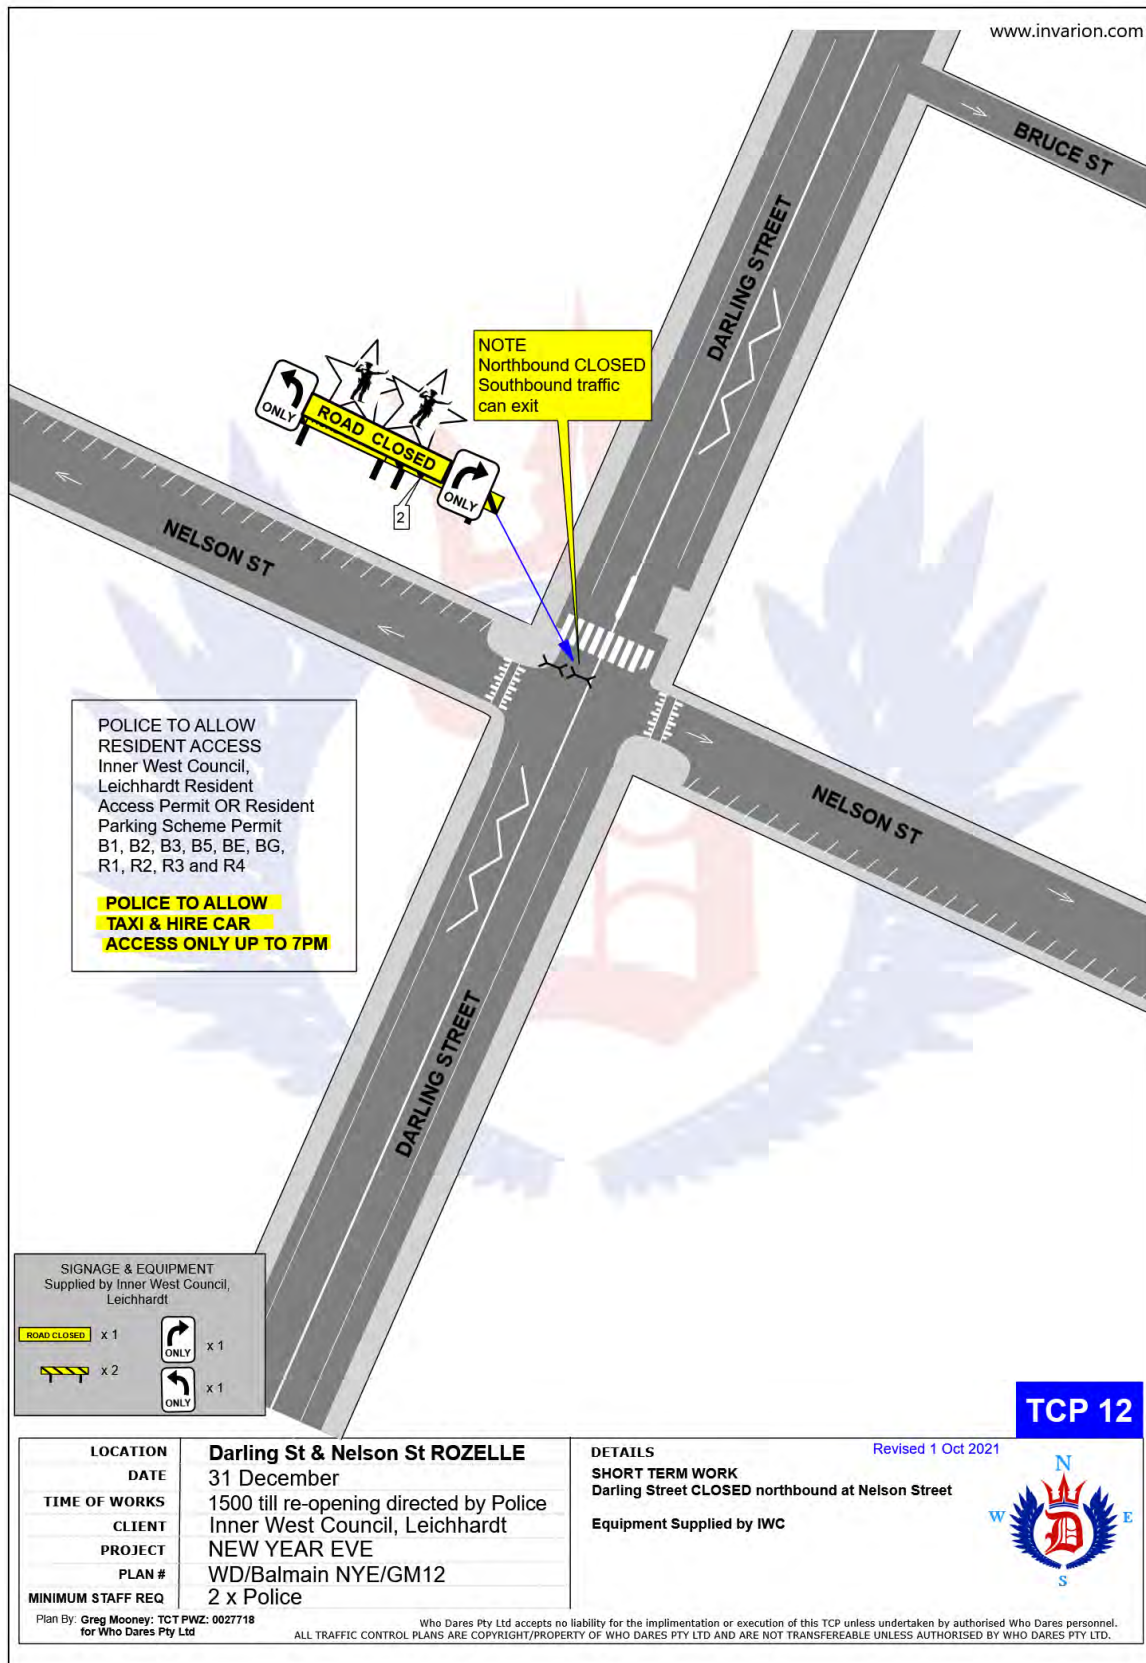 www.invarion.com
BRUCE ST
DARLING STREET
NOTE
Northbound CLOSED
Southbound traffic
can exit
ONLY
ROAD CLOSED
ONLY
2
NELSON ST
NELSON ST
POLICE TO ALLOW
RESIDENT ACCESS
Inner West Council,
Leichhardt Resident
Access Permit OR Resident
Parking Scheme Permit
B1, B2, B3, B5, BE, BG,
R1, R2, R3 and R4
POLICE TO ALLOW
TAXI & HIRE CAR
ACCESS ONLY UP TO 7PM
DARLING STREET
SIGNAGE & EQUIPMENT
Supplied by Inner West Council,
Leichhardt
ROAD CLOSED x 1
ONLY x 1
x 2
ONLY x 1
TCP 12
LOCATION Darling St & Nelson St ROZELLE
DATE 31 December
TIME OF WORKS 1500 till re-opening directed by Police
CLIENT Inner West Council, Leichhardt
PROJECT NEW YEAR EVE
PLAN # WD/Balmain NYE/GM12
MINIMUM STAFF REQ 2 x Police
DETAILS
Revised 1 Oct 2021
SHORT TERM WORK
Darling Street CLOSED northbound at Nelson Street
Equipment Supplied by IWC
N
W E
D
S
Plan By: Greg Mooney: TCT PWZ: 0027718
for Who Dares Pty Ltd
Who Dares Pty Ltd accepts no liability for the implimentation or execution of this TCP unless undertaken by authorised Who Dares personnel.
ALL TRAFFIC CONTROL PLANS ARE COPYRIGHT/PROPERTY OF WHO DARES PTY LTD AND ARE NOT TRANSFEREABLE UNLESS AUTHORISED BY WHO DARES PTY LTD.